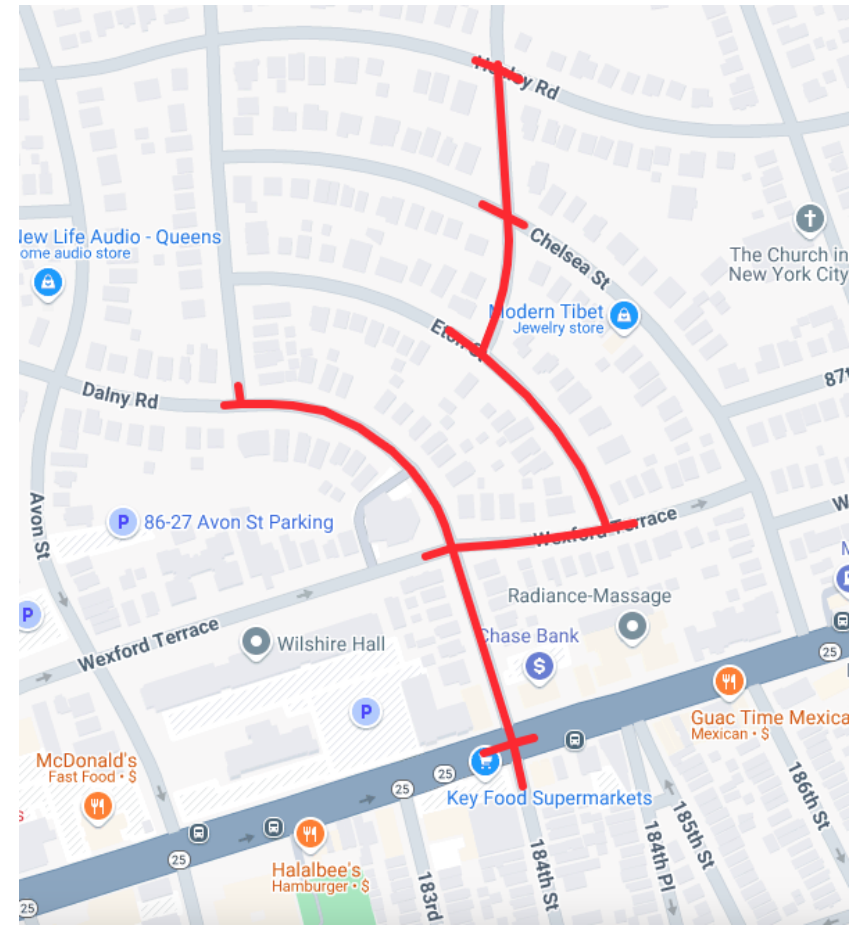 Chelsea St
The Church in
New York City
New Life Audio - Queens
ome audio store
Modern Tibet
Jewelry store
87
Dalny Rd
Avon St
P
86-27 Avon St Parking
Wexford Terrace
P
Radiance-Massage
Wexford Terrace
Wilshire Hall
Chase Bank
$
25
P
Guac Time Mexica
Mexican • $
McDonald's
Fast Food • $
25
25
Key Food Supermarkets
186th St
185th St
184th Pl
184th St
183rd
25
Halalbee's
Hamburger • $
25